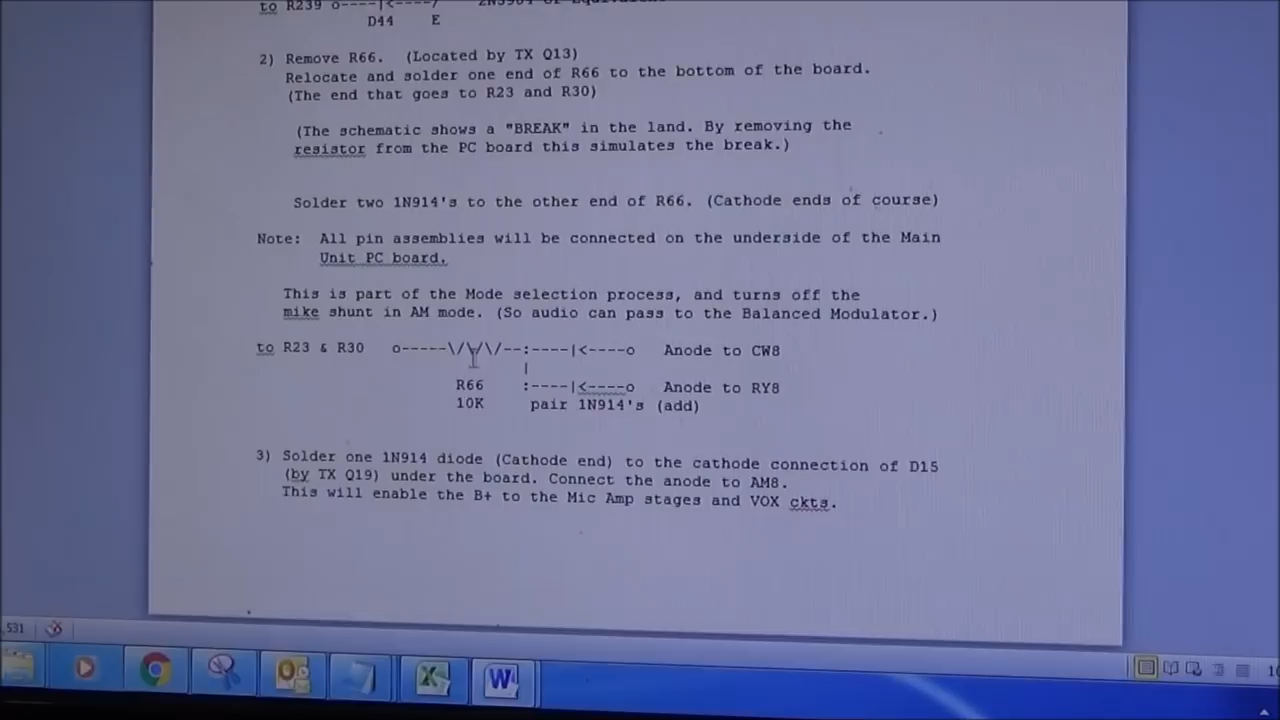 to R239 o----|<----/ 2N3904 or Equivalent
D44 E
2) Remove R66. (Located by TX Q13)
Relocate and solder one end of R66 to the bottom of the board.
(The end that goes to R23 and R30)
(The schematic shows a "BREAK" in the land. By removing the
resistor from the PC board this simulates the break.)
Solder two 1N914's to the other end of R66. (Cathode ends of course)
Note: All pin assemblies will be connected on the underside of the Main
Unit PC board.
This is part of the Mode selection process, and turns off the
mike shunt in AM mode. (So audio can pass to the Balanced Modulator.)
to R23 & R30 o-----\/\/\/--:----|<----o Anode to CW8
|
R66 :----|<----o Anode to RY8
10K pair 1N914's (add)
3) Solder one 1N914 diode (Cathode end) to the cathode connection of D15
(by TX Q19) under the board. Connect the anode to AM8.
This will enable the B+ to the Mic Amp stages and VOX ckts.
,531